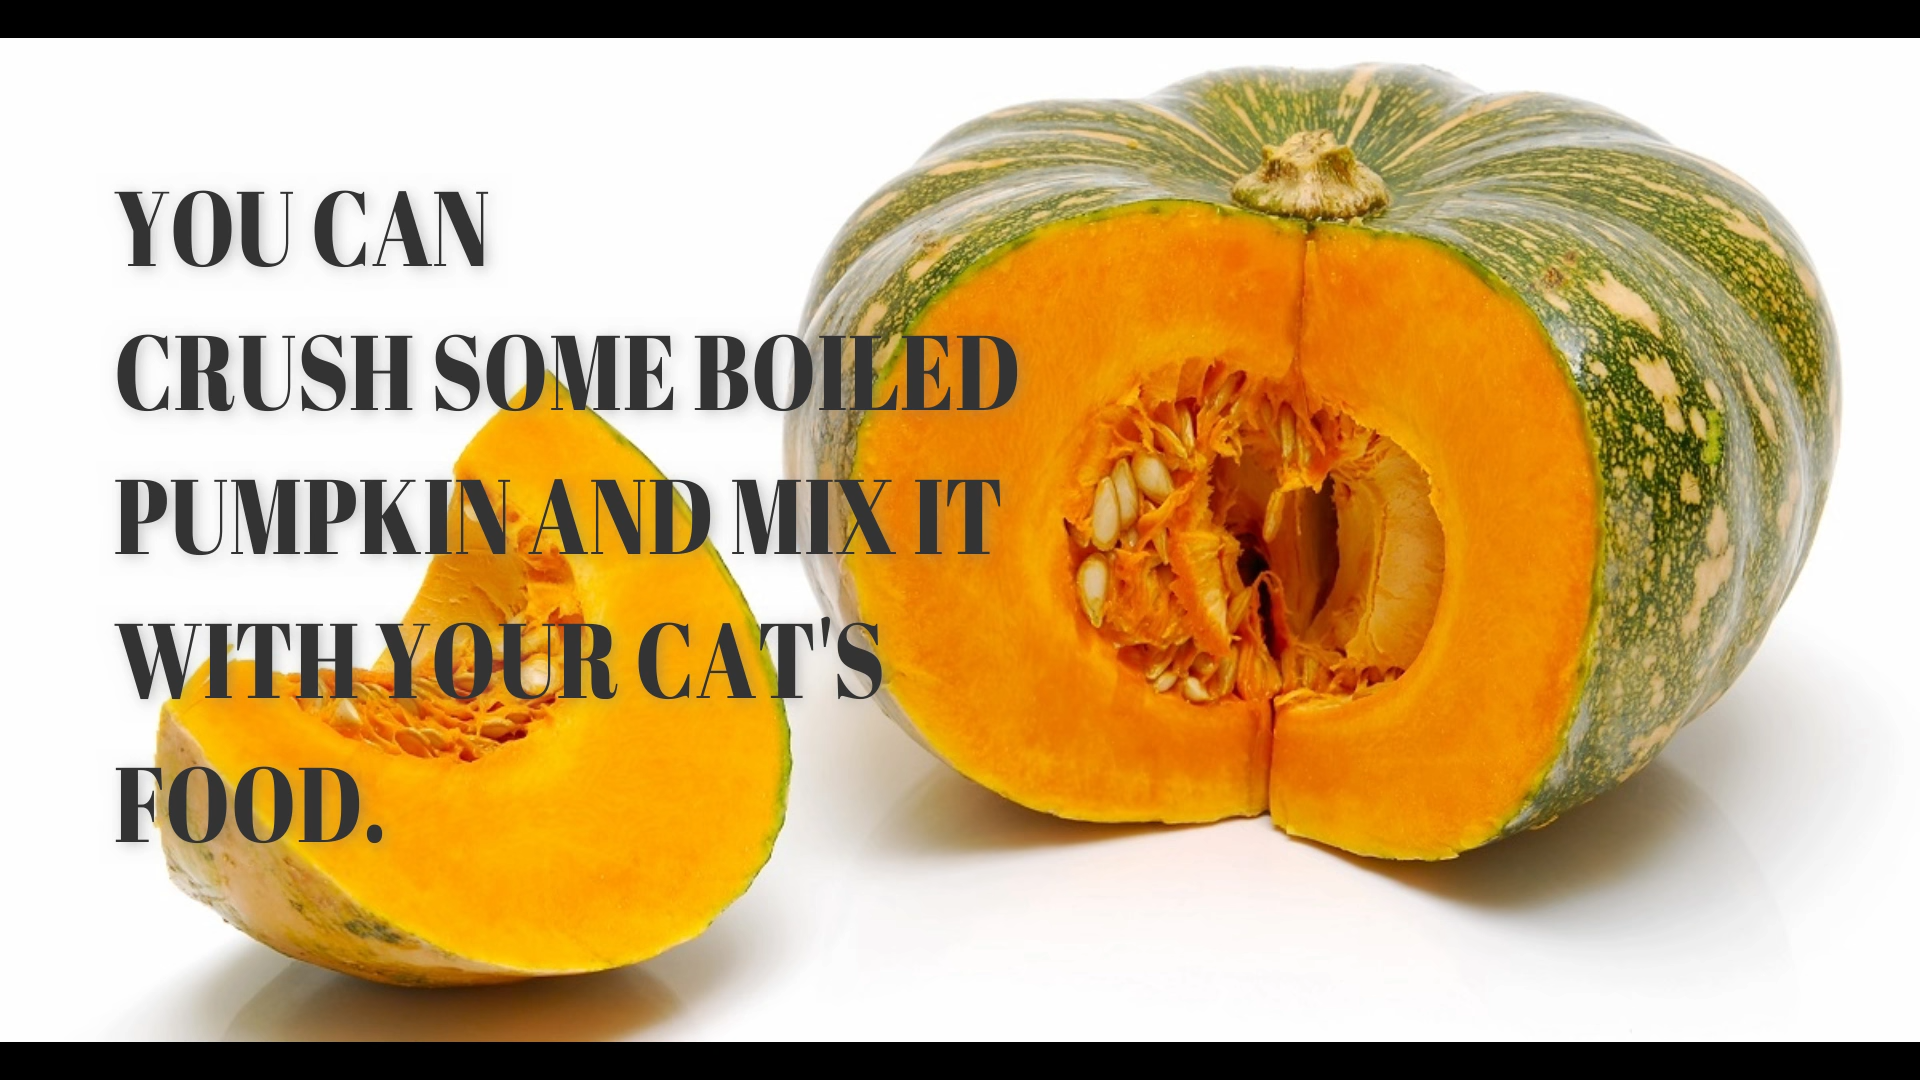 YOU CAN
CRUSH SOME BOILED
PUMPKIN AND MIX IT
WITH YOUR CAT'S
FOOD.